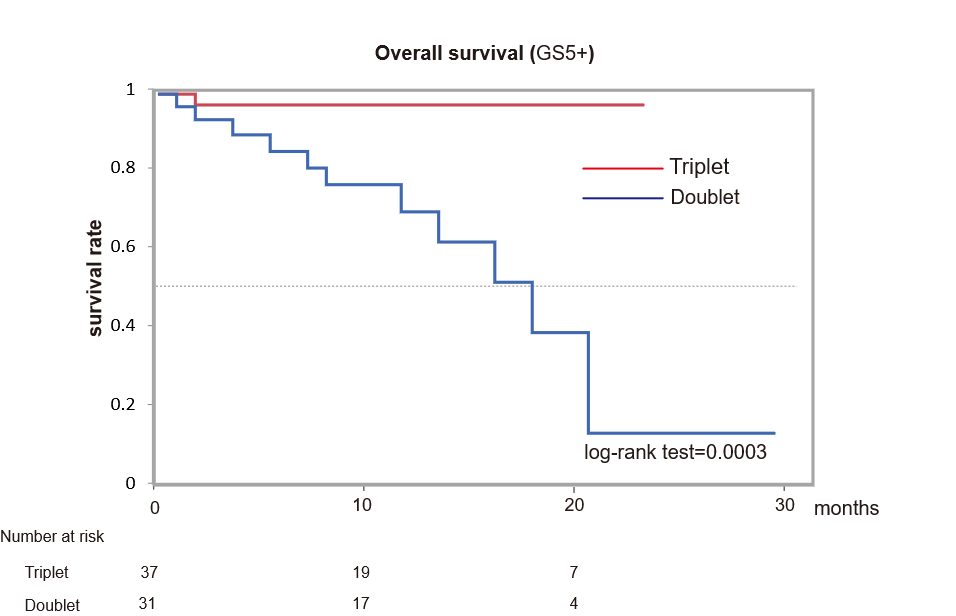 Overall survival (GS5+)
1
0.8
0.6
0.4
0.2
0
survival rate
Triplet
Doublet
log-rank test=0.0003
0 10 20 30 months
Number at risk
Triplet 37 19 7
Doublet 31 17 4